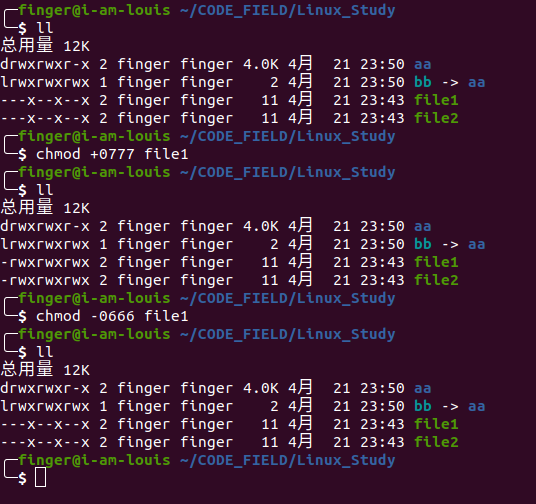 finger@i-am-louis ~/CODE_FIELD/Linux_Study
$ ll
总用量 12K
drwxrwxr-x 2 finger finger 4.0K 4月  21 23:50 aa
lrwxrwxrwx 1 finger finger    2 4月  21 23:50 bb -> aa
---x--x--x 2 finger finger   11 4月  21 23:43 file1
---x--x--x 2 finger finger   11 4月  21 23:43 file2
finger@i-am-louis ~/CODE_FIELD/Linux_Study
$ chmod +0777 file1
finger@i-am-louis ~/CODE_FIELD/Linux_Study
$ ll
总用量 12K
drwxrwxr-x 2 finger finger 4.0K 4月  21 23:50 aa
lrwxrwxrwx 1 finger finger    2 4月  21 23:50 bb -> aa
-rwxrwxrwx 2 finger finger   11 4月  21 23:43 file1
-rwxrwxrwx 2 finger finger   11 4月  21 23:43 file2
finger@i-am-louis ~/CODE_FIELD/Linux_Study
$ chmod -0666 file1
finger@i-am-louis ~/CODE_FIELD/Linux_Study
$ ll
总用量 12K
drwxrwxr-x 2 finger finger 4.0K 4月  21 23:50 aa
lrwxrwxrwx 1 finger finger    2 4月  21 23:50 bb -> aa
---x--x--x 2 finger finger   11 4月  21 23:43 file1
---x--x--x 2 finger finger   11 4月  21 23:43 file2
finger@i-am-louis ~/CODE_FIELD/Linux_Study
$